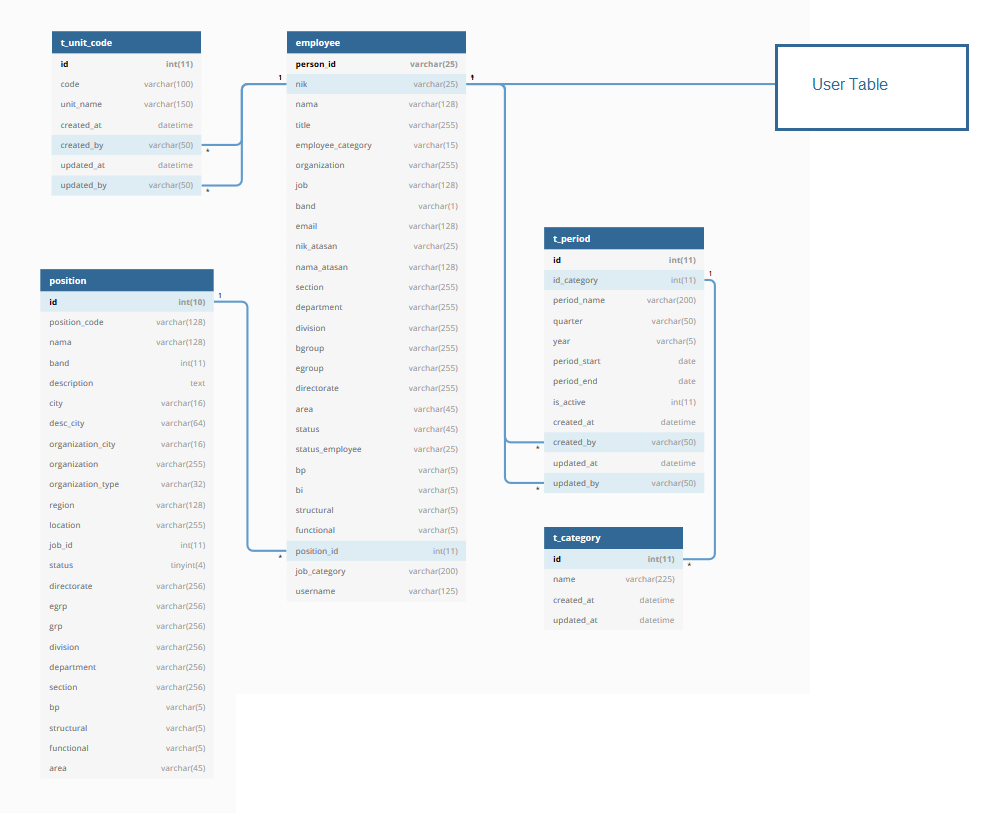 t_unit_code
id int(11)
code varchar(100)
unit_name varchar(150)
created_at datetime
created_by varchar(50)
updated_at datetime
updated_by varchar(50)
1
*
*
employee
person_id varchar(25)
nik varchar(25)
nama varchar(128)
title varchar(255)
employee_category varchar(15)
organization varchar(255)
job varchar(128)
band varchar(1)
email varchar(128)
nik_atasan varchar(25)
nama_atasan varchar(128)
section varchar(255)
department varchar(255)
division varchar(255)
bgroup varchar(255)
egroup varchar(255)
directorate varchar(255)
area varchar(45)
status varchar(45)
status_employee varchar(25)
bp varchar(5)
bi varchar(5)
structural varchar(5)
functional varchar(5)
position_id int(11)
job_category varchar(200)
username varchar(125)
1
*
User Table
position
id int(10)
position_code varchar(128)
nama varchar(128)
band int(11)
description text
city varchar(16)
desc_city varchar(64)
organization_city varchar(16)
organization varchar(255)
organization_type varchar(32)
region varchar(128)
location varchar(255)
job_id int(11)
status tinyint(4)
directorate varchar(256)
egrp varchar(256)
grp varchar(256)
division varchar(256)
department varchar(256)
section varchar(256)
bp varchar(5)
structural varchar(5)
functional varchar(5)
area varchar(45)
1
t_period
id int(11)
id_category int(11)
period_name varchar(200)
quarter varchar(50)
year varchar(5)
period_start date
period_end date
is_active int(11)
created_at datetime
created_by varchar(50)
updated_at datetime
updated_by varchar(50)
1
*
*
t_category
id int(11)
name varchar(225)
created_at datetime
updated_at datetime
*